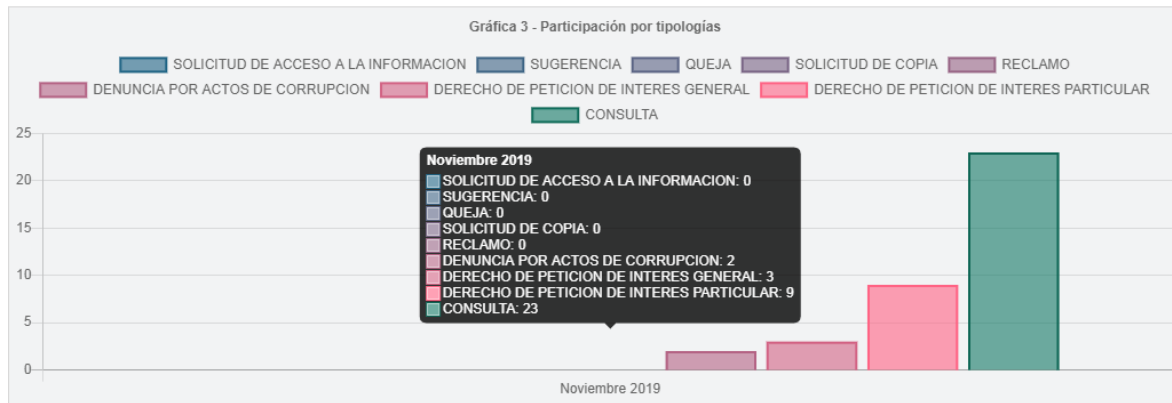 Gráfica 3 - Participación por tipologías
SOLICITUD DE ACCESO A LA INFORMACION SUGERENCIA QUEJA SOLICITUD DE COPIA RECLAMO
DENUNCIA POR ACTOS DE CORRUPCION DERECHO DE PETICION DE INTERES GENERAL DERECHO DE PETICION DE INTERES PARTICULAR
CONSULTA
25
20
15
10
5
0
Noviembre 2019
SOLICITUD DE ACCESO A LA INFORMACION: 0
SUGERENCIA: 0
QUEJA: 0
SOLICITUD DE COPIA: 0
RECLAMO: 0
DENUNCIA POR ACTOS DE CORRUPCION: 2
DERECHO DE PETICION DE INTERES GENERAL: 3
DERECHO DE PETICION DE INTERES PARTICULAR: 9
CONSULTA: 23
Noviembre 2019